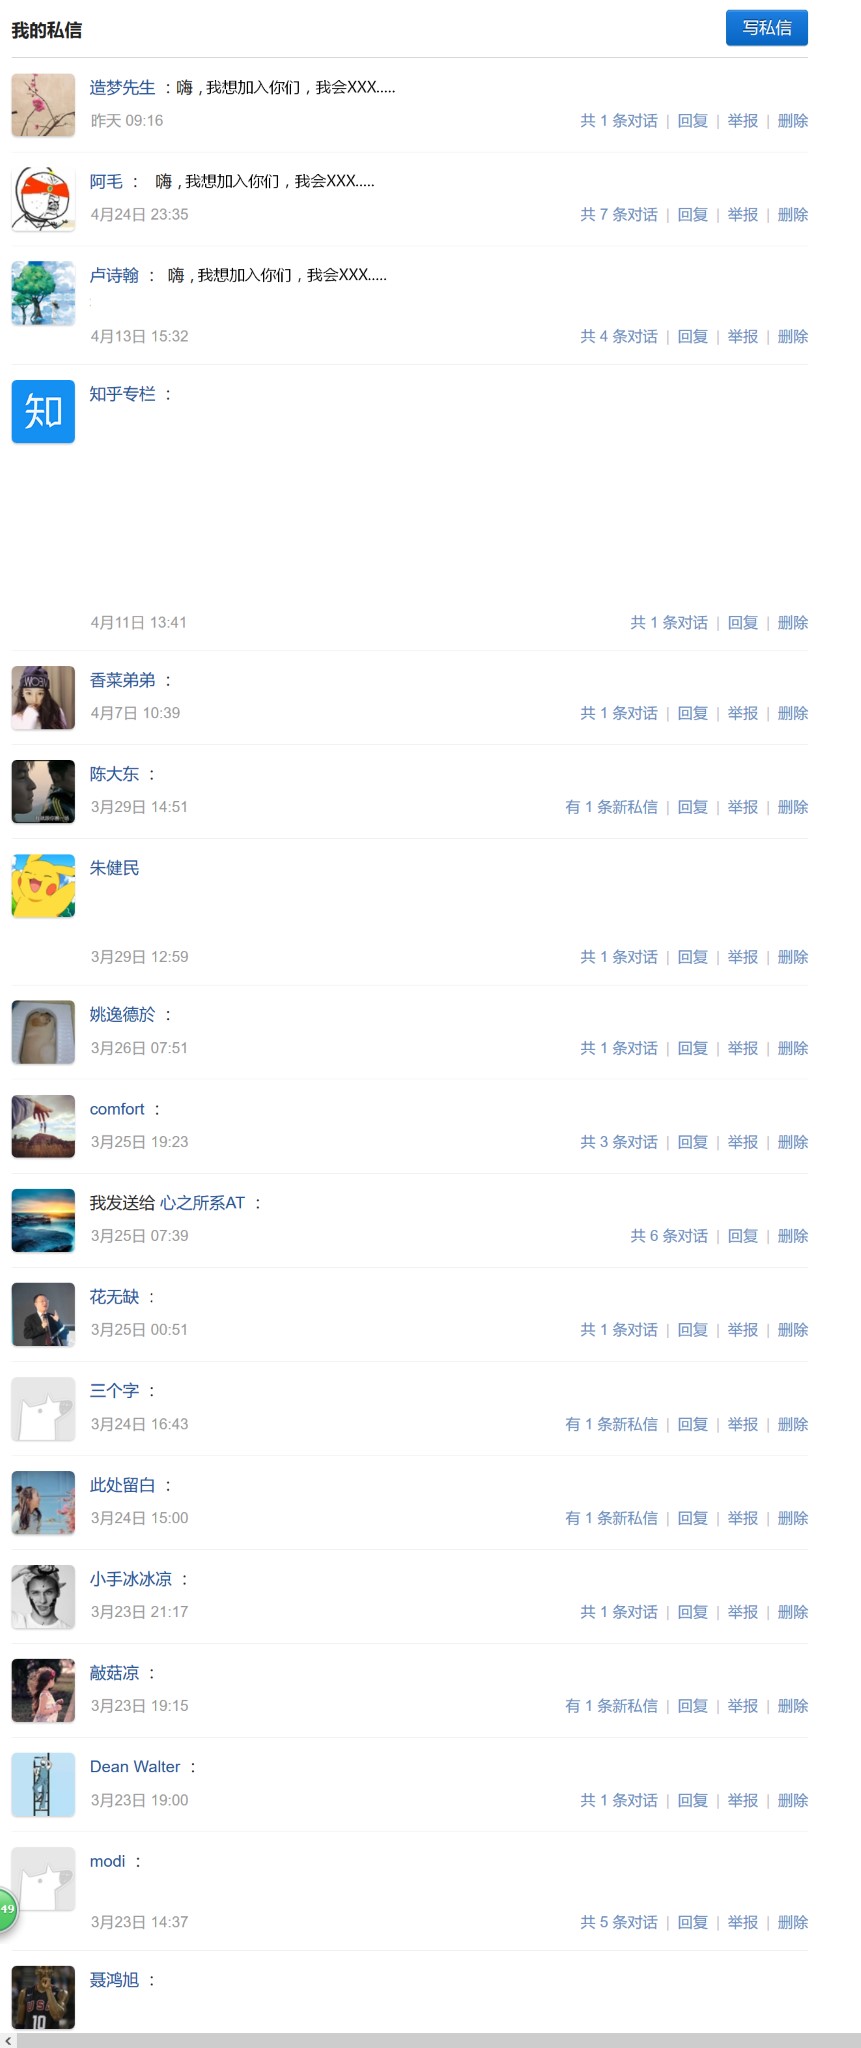 我的私信
写私信
造梦先生 ：嗨，我想加入你们，我会XXX.....
昨天 09:16 共 1 条对话 | 回复 | 举报 | 删除
阿毛 ： 嗨，我想加入你们，我会XXX.....
4月24日 23:35 共 7 条对话 | 回复 | 举报 | 删除
卢诗翰 ： 嗨，我想加入你们，我会XXX.....
4月13日 15:32 共 4 条对话 | 回复 | 举报 | 删除
知
知乎专栏 ：
4月11日 13:41 共 1 条对话 | 回复 | 删除
香菜弟弟 ：
4月7日 10:39 共 1 条对话 | 回复 | 举报 | 删除
陈大东 ：
3月29日 14:51 有 1 条新私信 | 回复 | 举报 | 删除
朱健民
3月29日 12:59 共 1 条对话 | 回复 | 举报 | 删除
姚逸德於 ：
3月26日 07:51 共 1 条对话 | 回复 | 举报 | 删除
comfort ：
3月25日 19:23 共 3 条对话 | 回复 | 举报 | 删除
我发送给 心之所系AT ：
3月25日 07:39 共 6 条对话 | 回复 | 删除
花无缺 ：
3月25日 00:51 共 1 条对话 | 回复 | 举报 | 删除
三个字 ：
3月24日 16:43 有 1 条新私信 | 回复 | 举报 | 删除
此处留白 ：
3月24日 15:00 有 1 条新私信 | 回复 | 举报 | 删除
小手冰冰凉 ：
3月23日 21:17 共 1 条对话 | 回复 | 举报 | 删除
敲菇凉 ：
3月23日 19:15 有 1 条新私信 | 回复 | 举报 | 删除
Dean Walter ：
3月23日 19:00 共 1 条对话 | 回复 | 举报 | 删除
modi ：
49
3月23日 14:37 共 5 条对话 | 回复 | 举报 | 删除
聂鸿旭 ：
USA
10